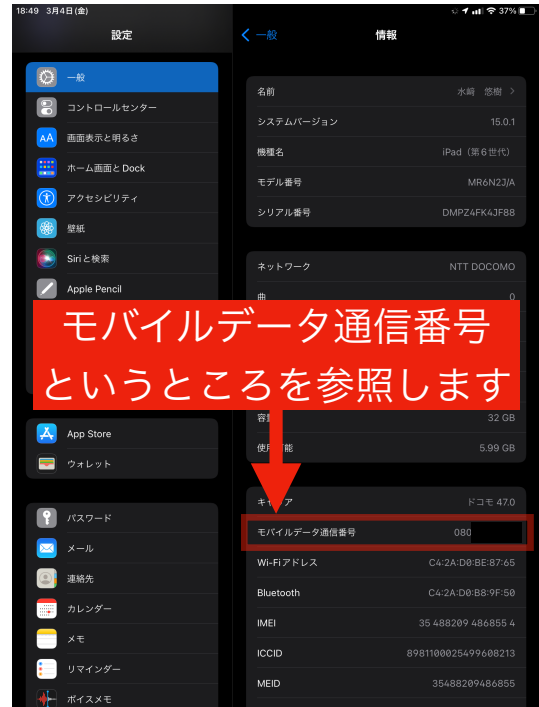 18:49 3月4日(金)
37%
設定
一般
情報
一般
コントロールセンター
画面表示と明るさ
ホーム画面とDock
アクセシビリティ
壁紙
Siriと検索
Apple Pencil
App Store
ウォレット
パスワード
メール
連絡先
カレンダー
メモ
リマインダー
ボイスメモ
名前 水﨑 悠樹
システムバージョン 15.0.1
機種名 iPad（第6世代）
モデル番号 MR6N2J/A
シリアル番号 DMPZ4FK4JF88
ネットワーク NTT DOCOMO
曲 0
モバイルデータ通信番号
というところを参照します
32 GB
5.99 GB
キャリア ドコモ 47.0
モバイルデータ通信番号 080
Wi-Fiアドレス C4:2A:D0:BE:87:65
Bluetooth C4:2A:D0:B8:9F:50
IMEI 35 488209 486855 4
ICCID 8981100025499608213
MEID 35488209486855